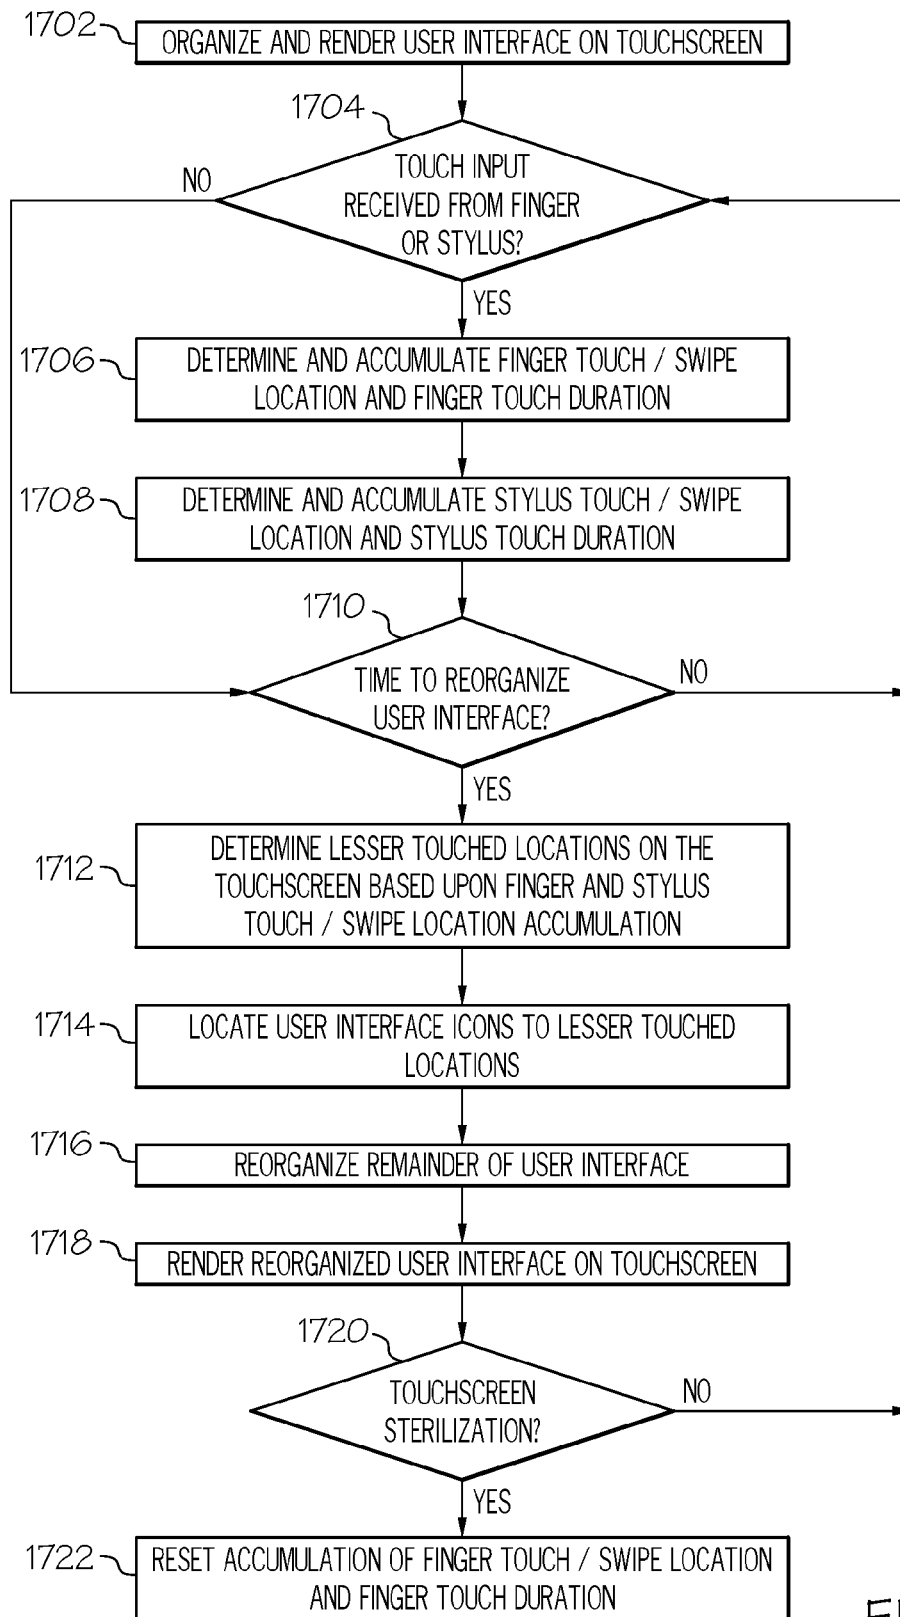 1702
ORGANIZE AND RENDER USER INTERFACE ON TOUCHSCREEN
1704
TOUCH INPUT
RECEIVED FROM FINGER
OR STYLUS?
NO
YES
1706
DETERMINE AND ACCUMULATE FINGER TOUCH / SWIPE
LOCATION AND FINGER TOUCH DURATION
1708
DETERMINE AND ACCUMULATE STYLUS TOUCH / SWIPE
LOCATION AND STYLUS TOUCH DURATION
1710
TIME TO REORGANIZE
USER INTERFACE?
NO
YES
1712
DETERMINE LESSER TOUCHED LOCATIONS ON THE
TOUCHSCREEN BASED UPON FINGER AND STYLUS
TOUCH / SWIPE LOCATION ACCUMULATION
1714
LOCATE USER INTERFACE ICONS TO LESSER TOUCHED
LOCATIONS
1716
REORGANIZE REMAINDER OF USER INTERFACE
1718
RENDER REORGANIZED USER INTERFACE ON TOUCHSCREEN
1720
TOUCHSCREEN
STERILIZATION?
NO
YES
1722
RESET ACCUMULATION OF FINGER TOUCH / SWIPE LOCATION
AND FINGER TOUCH DURATION